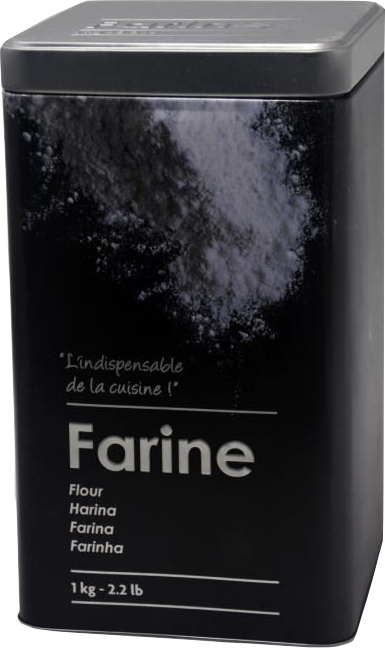 "L'indispensable
de la cuisine !"
Farine
Flour
Harina
Farina
Farinha
1 kg - 2.2 lb